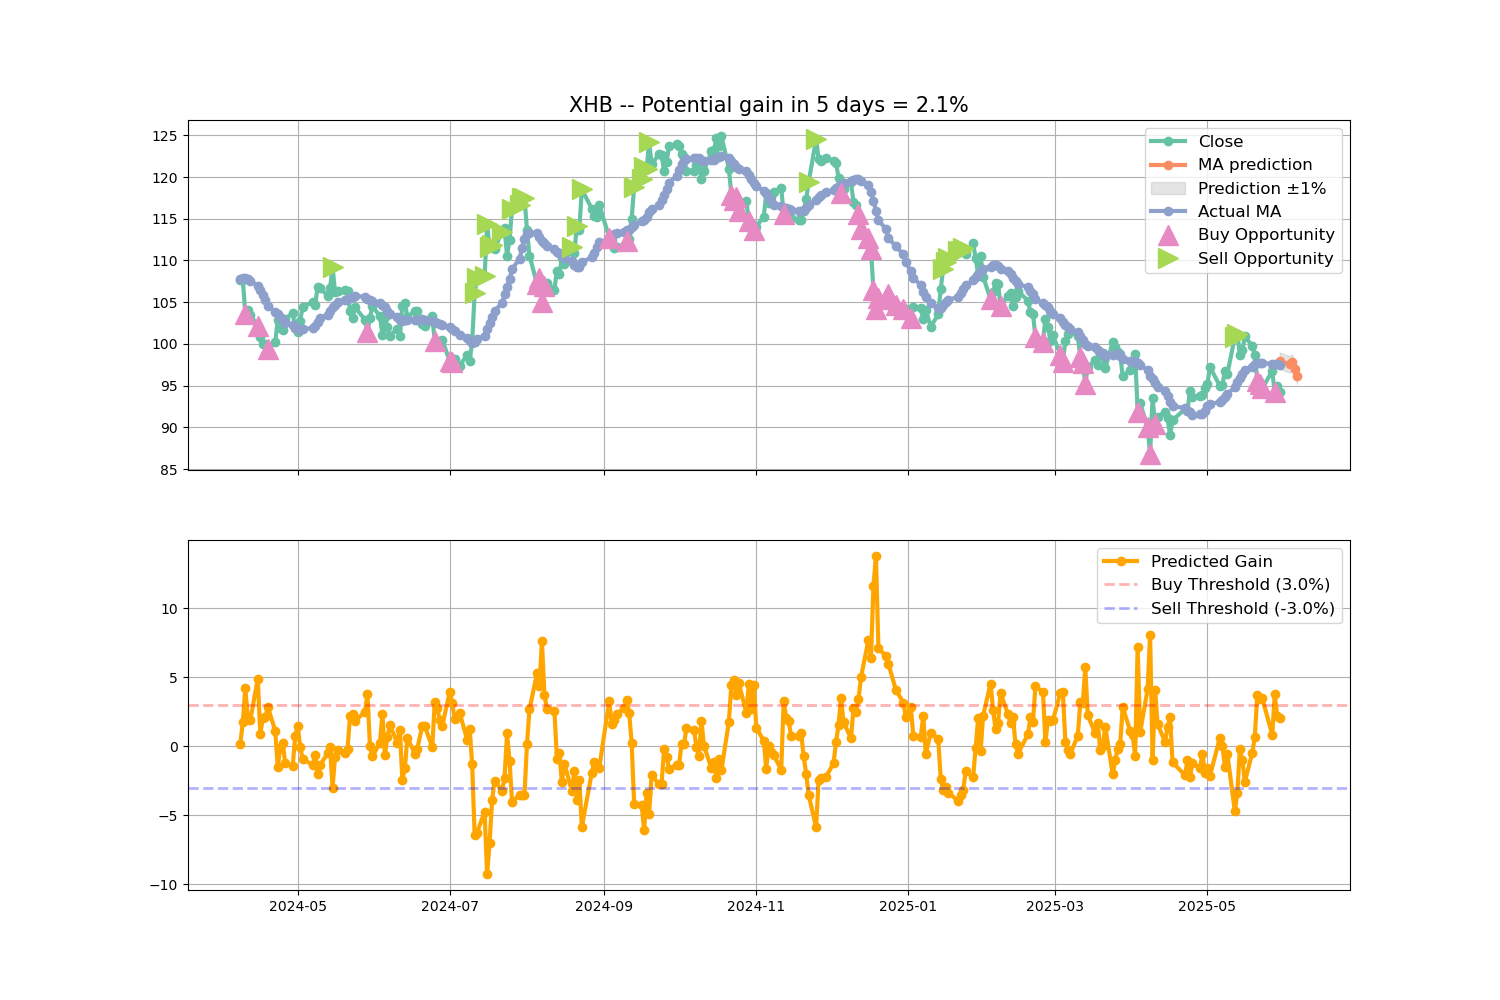 XHB -- Potential gain in 5 days = 2.1%
125
120
115
110
105
100
95
90
85
Close
MA prediction
Prediction ±1%
Actual MA
Buy Opportunity
Sell Opportunity
10
5
0
−5
−10
Predicted Gain
Buy Threshold (3.0%)
Sell Threshold (-3.0%)
2024-05
2024-07
2024-09
2024-11
2025-01
2025-03
2025-05